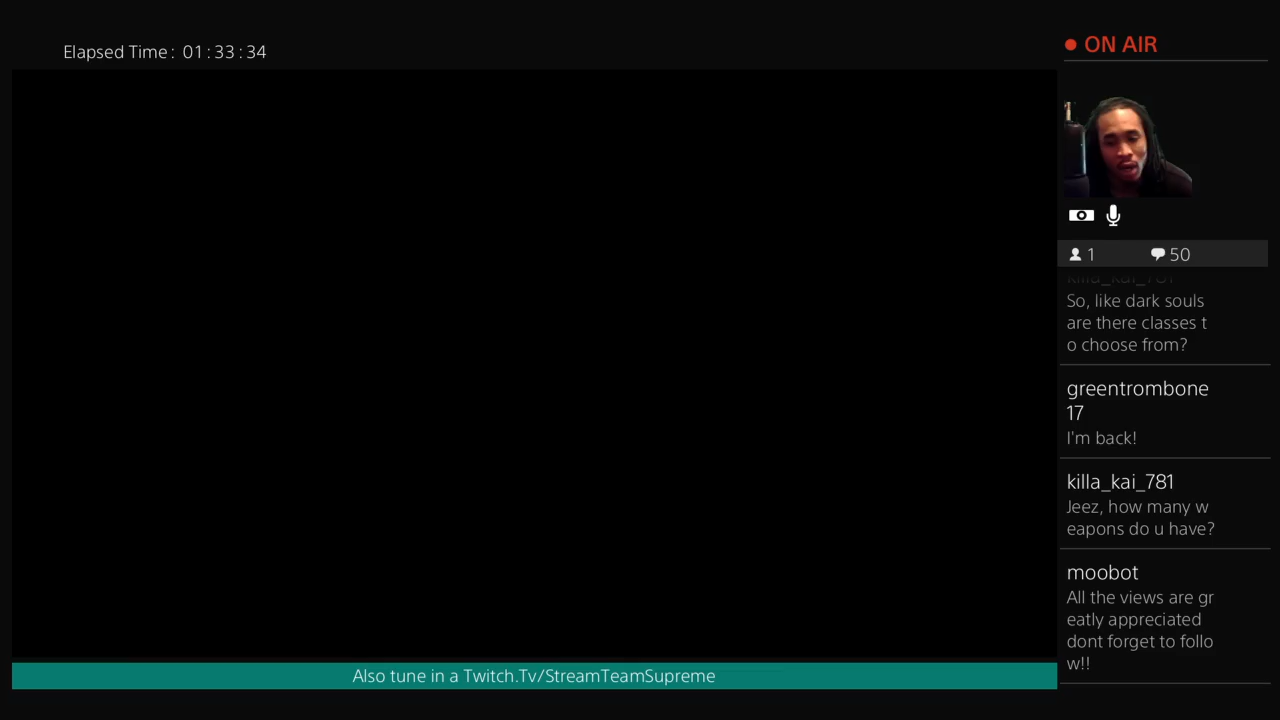 Elapsed Time: 01:33:34
ON AIR
1 50
killa_kai_781
So, like dark souls
are there classes t
o choose from?
greentrombone
17
I'm back!
killa_kai_781
Jeez, how many w
eapons do u have?
moobot
All the views are gr
eatly appreciated
dont forget to follo
w!!
Also tune in a Twitch.Tv/StreamTeamSupreme